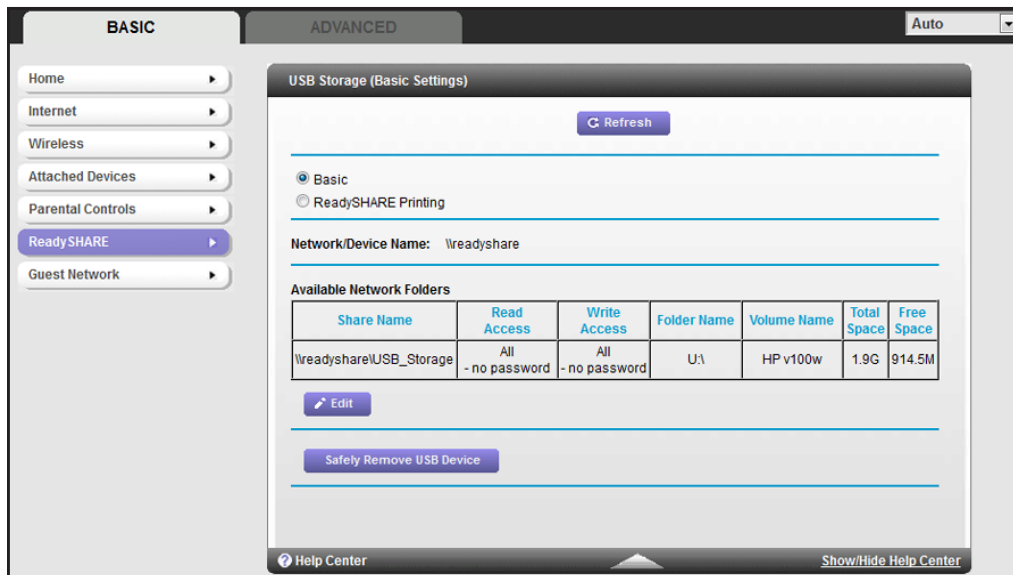 BASIC
ADVANCED
Auto
Home
Internet
Wireless
Attached Devices
Parental Controls
ReadySHARE
Guest Network
USB Storage (Basic Settings)
Refresh
Basic
ReadySHARE Printing
Network/Device Name: \\readyshare
Available Network Folders
Share Name
Read
Access
Write
Access
Folder Name
Volume Name
Total
Space
Free
Space
\\readyshare\USB_Storage
All
- no password
All
- no password
U:\
HP v100w
1.9G
914.5M
Edit
Safely Remove USB Device
Help Center
Show/Hide Help Center